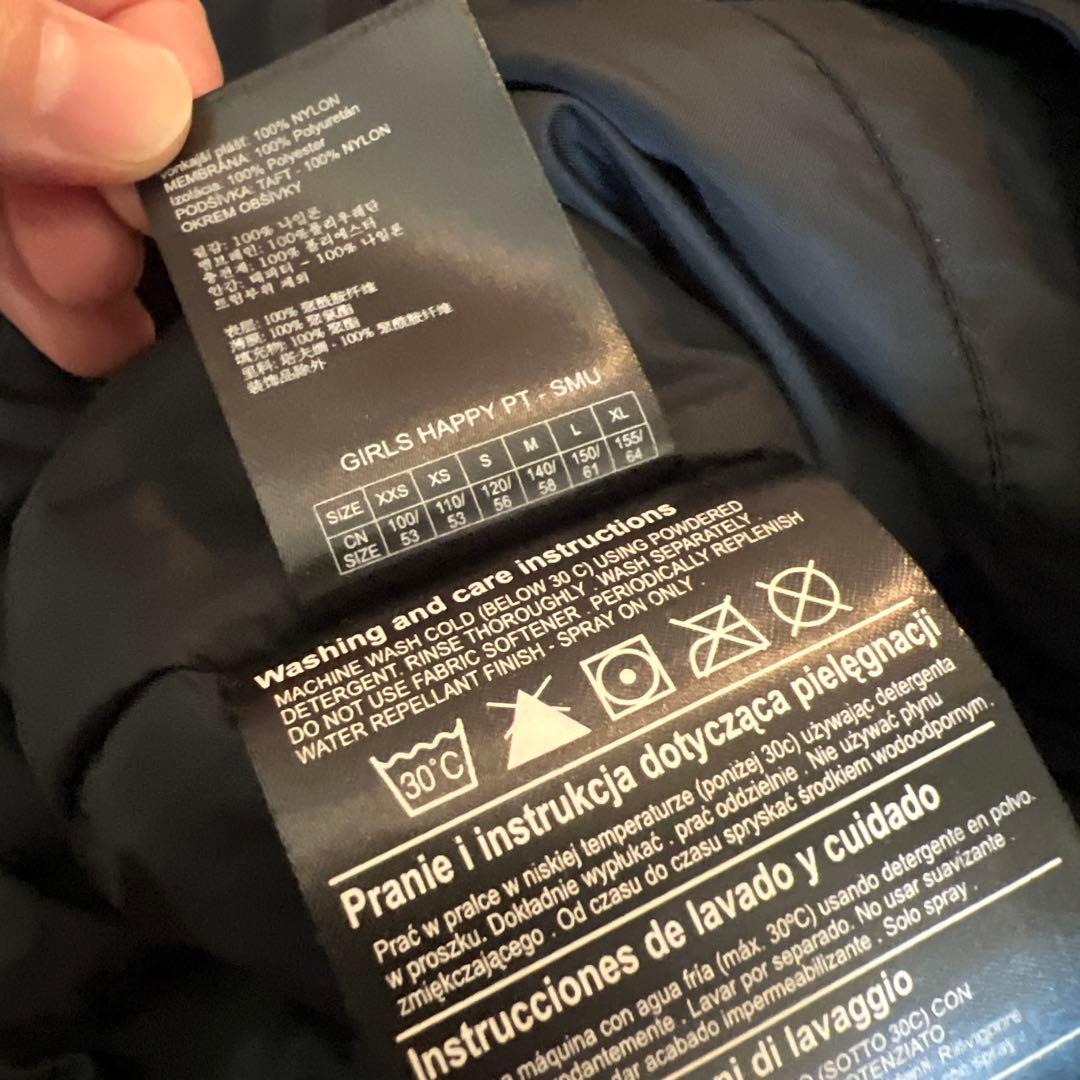 Vonkajší plášť: 100% NYLON
MEMBRÁNA: 100% Polyuretán
Izolácia: 100% Polyester
PODŠÍVKA: TAFT - 100% NYLON
OKREM OBŠÍVKY
겉감: 100% 나일론
멤브레인: 100%폴리우레단
충전제: 100% 폴리에스타
안감: 태파타 - 100% 나일론
트림부위 제외
表层: 100% 聚酰胺纤维
薄膜: 100% 聚氨酯
填充物: 100% 聚酯
里料: 塔夫绸 - 100% 聚酰胺纤维
装饰品除外
GIRLS HAPPY PT - SMU
SIZE XXS XS S M L XL
CN SIZE 100/53 110/53 120/56 140/58 150/61 155/64
Washing and care instructions
MACHINE WASH COLD (BELOW 30 C) USING POWDERED
DETERGENT. RINSE THOROUGHLY . WASH SEPARATELY .
DO NOT USE FABRIC SOFTENER . PERIODICALLY REPLENISH
WATER REPELLANT FINISH - SPRAY ON ONLY .
30°C
Pranie i instrukcja dotycząca pielęgnacji
Prać w pralce w niskiej temperaturze (poniżej 30c) używając detergenta
w proszku. Dokładnie wypłukać . prać oddzielnie . Nie używać płynu
zmiękczającego . Od czasu do czasu spryskać środkiem wodoodpornym .
Instrucciones de lavado y cuidado
máquina con agua fria (máx. 30ºC) usando detergente en polvo.
Lavar por separado. No usar suavizante .
dar acabado impermeabilizante . Solo spray .
di lavaggio
(SOTTO 30C) CON